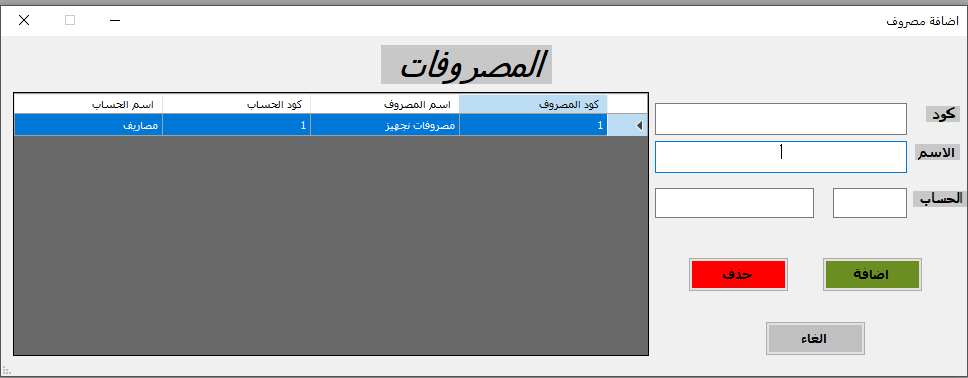 اضافة مصروف
المصروفات
كود المصروف اسم المصروف كود الحساب اسم الحساب
1 مصروفات تجهيز 1 مصاريف
كود
الاسم
الحساب
اضافة حذف
الغاء